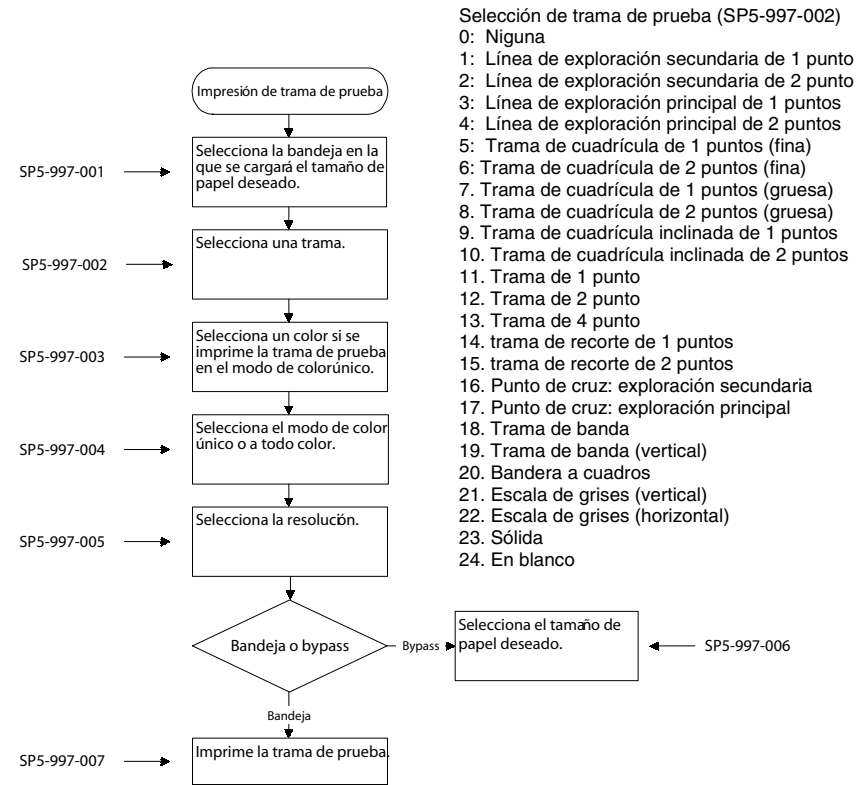 Impresión de trama de prueba
SP5-997-001
Selecciona la bandeja en la
que se cargará el tamaño de
papel deseado.
SP5-997-002
Selecciona una trama.
SP5-997-003
Selecciona un color si se
imprime la trama de prueba
en el modo de colorúnico.
SP5-997-004
Selecciona el modo de color
único o a todo color.
SP5-997-005
Selecciona la resolución.
Bandeja o bypass
Bypass
Selecciona el tamaño de
papel deseado.
SP5-997-006
Bandeja
SP5-997-007
Imprime la trama de prueba.
Selección de trama de prueba (SP5-997-002)
0: Niguna
1: Línea de exploración secundaria de 1 punto
2: Línea de exploración secundaria de 2 punto
3: Línea de exploración principal de 1 puntos
4: Línea de exploración principal de 2 puntos
5: Trama de cuadrícula de 1 puntos (fina)
6: Trama de cuadrícula de 2 puntos (fina)
7. Trama de cuadrícula de 1 puntos (gruesa)
8. Trama de cuadrícula de 2 puntos (gruesa)
9. Trama de cuadrícula inclinada de 1 puntos
10. Trama de cuadrícula inclinada de 2 puntos
11. Trama de 1 punto
12. Trama de 2 punto
13. Trama de 4 punto
14. trama de recorte de 1 puntos
15. trama de recorte de 2 puntos
16. Punto de cruz: exploración secundaria
17. Punto de cruz: exploración principal
18. Trama de banda
19. Trama de banda (vertical)
20. Bandera a cuadros
21. Escala de grises (vertical)
22. Escala de grises (horizontal)
23. Sólida
24. En blanco